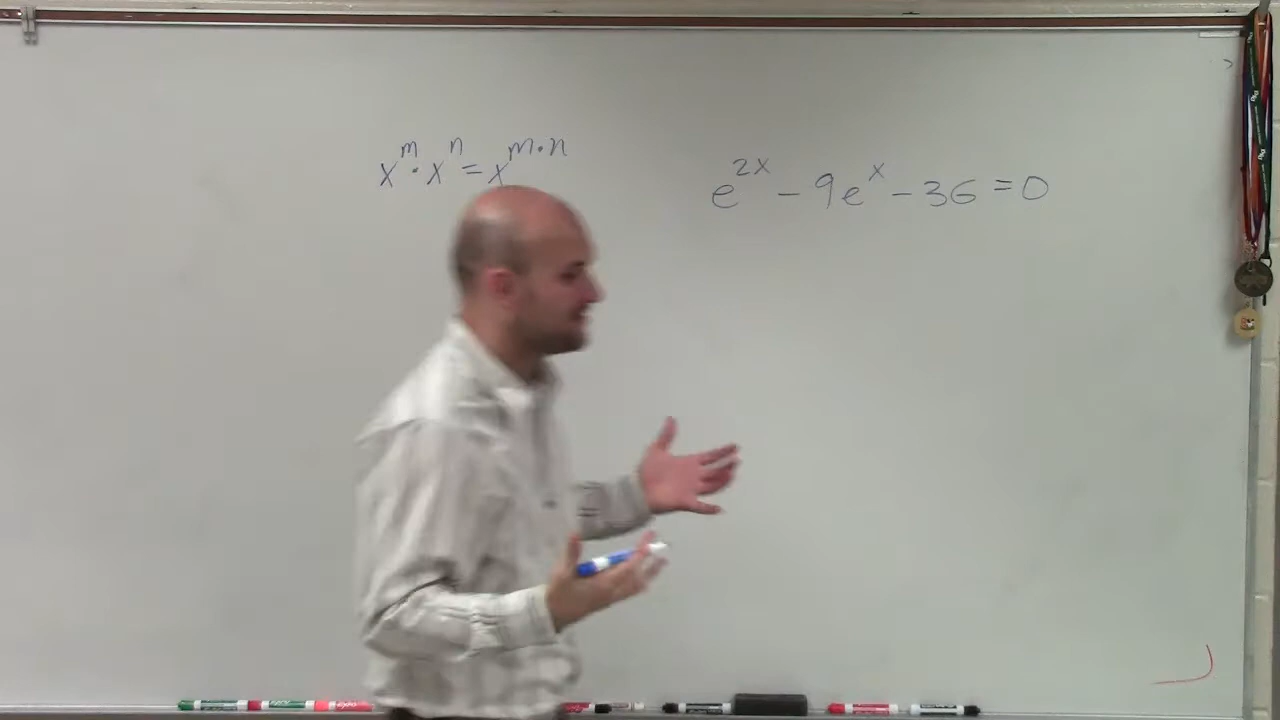 x^m · x^n = x^{m·n}
e^{2x} - 9e^x - 36 = 0